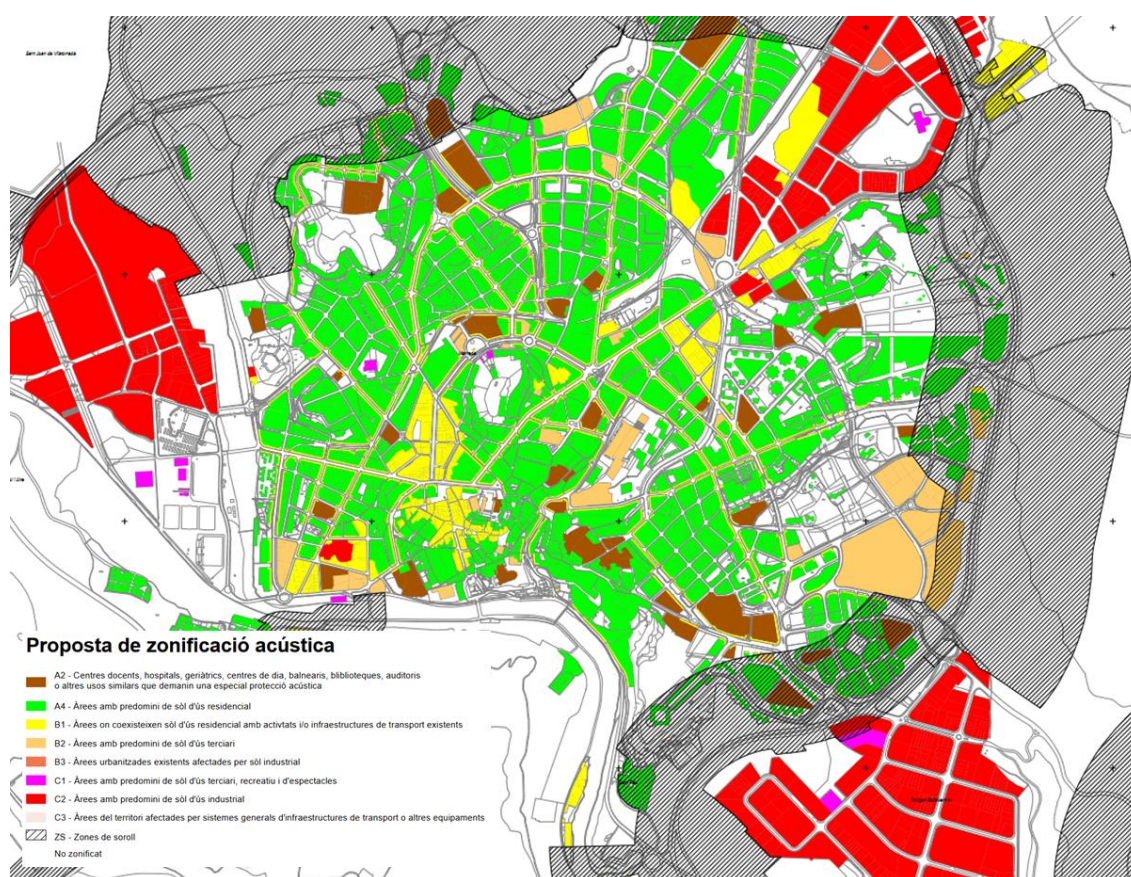 Proposta de zonificació acústica
A2 - Centres docents, hospitals, geriàtrics, centres de dia, balnearis, bliblioteques, auditoris
o altres usos similars que demanin una especial protecció acústica
A4 - Àrees amb predomini de sòl d'ús residencial
B1 - Àrees on coexisteixen sòl d'ús residencial amb activtats i/o infraestructures de transport existents
B2 - Àrees amb predomini de sòl d'ús terciari
B3 - Àrees urbanitzades existents afectades per sòl industrial
C1 - Àrees amb predomini de sòl d'ús terciari, recreatiu i d'espectacles
C2 - Àrees amb predomini de sòl d'ús industrial
C3 - Àrees del territori afectades per sistemes generals d'infraestructures de transport o altres equipaments
ZS - Zones de soroll
No zonificat